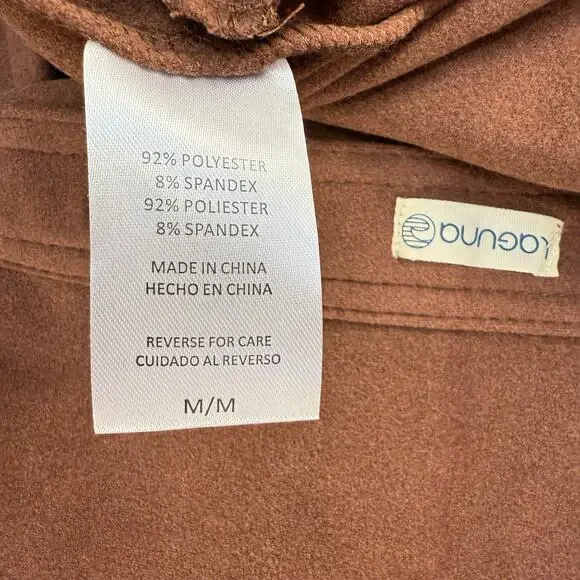 92% POLYESTER
8% SPANDEX
92% POLIESTER
8% SPANDEX
MADE IN CHINA
HECHO EN CHINA
REVERSE FOR CARE
CUIDADO AL REVERSO
M/M
LAGUNA